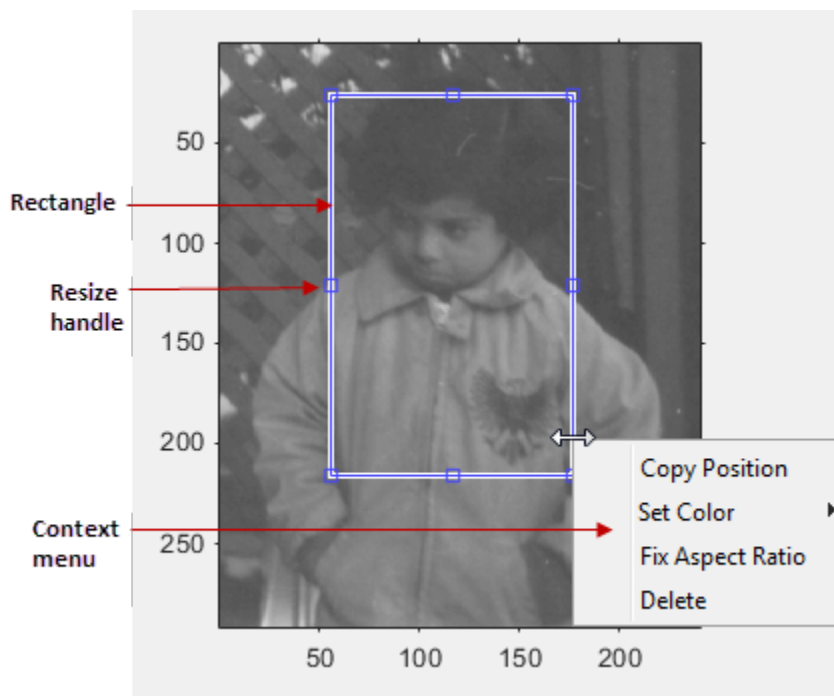 50
Rectangle
100
Resize
handle
150
200
Copy Position
Set Color
Context
menu
250
Fix Aspect Ratio
Delete
50 100 150 200